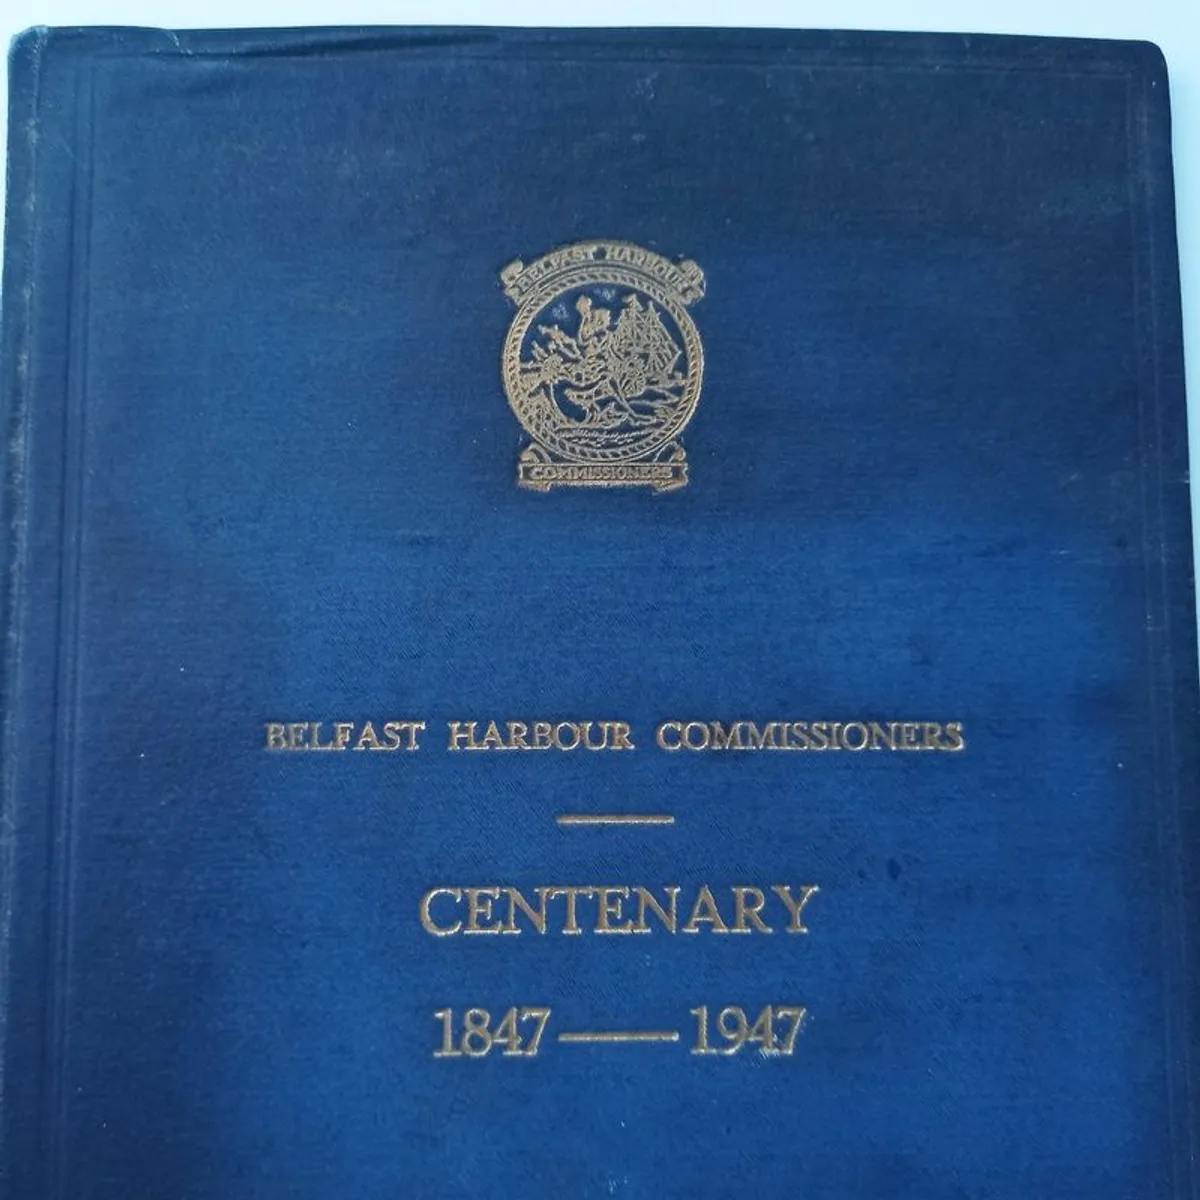 BELFAST HARBOUR
COMMISSIONERS
BELFAST HARBOUR COMMISSIONERS
CENTENARY
1847 — 1947